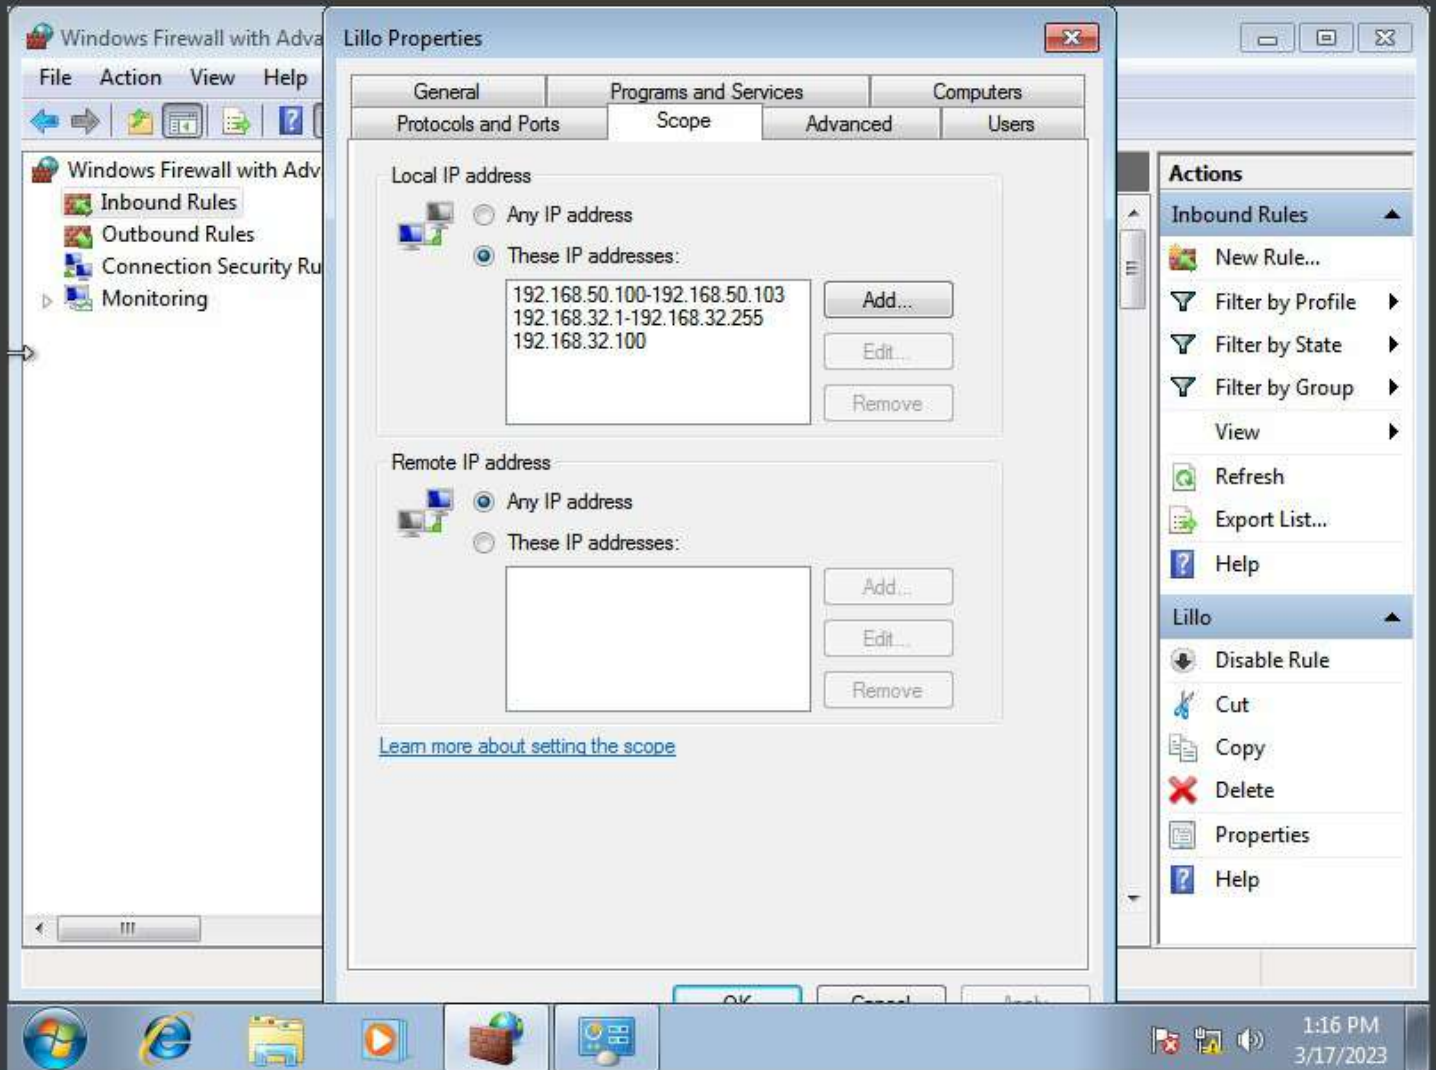 Windows Firewall with Adva
Lillo Properties
File Action View Help
General
Programs and Services
Computers
Protocols and Ports
Scope
Advanced
Users
Windows Firewall with Adv
Inbound Rules
Outbound Rules
Connection Security Ru
Monitoring
Local IP address
Any IP address
These IP addresses:
192.168.50.100-192.168.50.103
192.168.32.1-192.168.32.255
192.168.32.100
Add...
Edit...
Remove
Remote IP address
Any IP address
These IP addresses:
Add...
Edit...
Remove
Learn more about setting the scope
OK
Cancel
Apply
Actions
Inbound Rules
New Rule...
Filter by Profile
Filter by State
Filter by Group
View
Refresh
Export List...
Help
Lillo
Disable Rule
Cut
Copy
Delete
Properties
Help
1:16 PM
3/17/2023